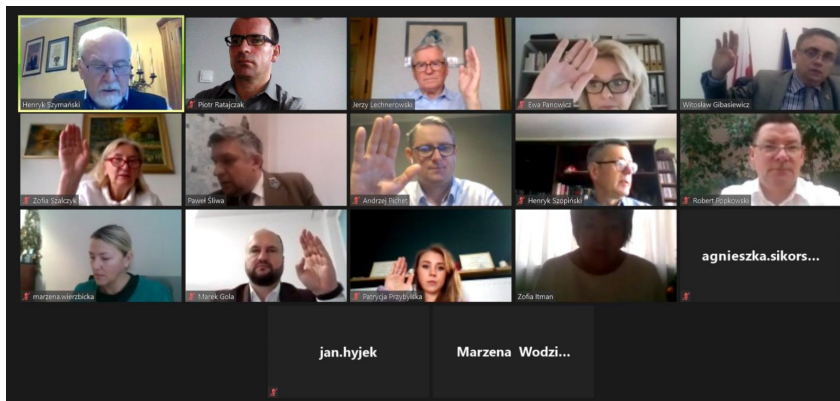 Henryk Szymański
Piotr Ratajczak
Jerzy Lechnerowski
Ewa Panowicz
Witosław Gibasiewicz
Zofia Szalczyk
Paweł Śliwa
Andrzej Bichet
Henryk Szopiński
Robert Popkowski
marzena.wierzbicka
Marek Gola
Patrycja Przybylska
Zofia Itman
agnieszka.sikors...
jan.hyjek
Marzena Wodzi...